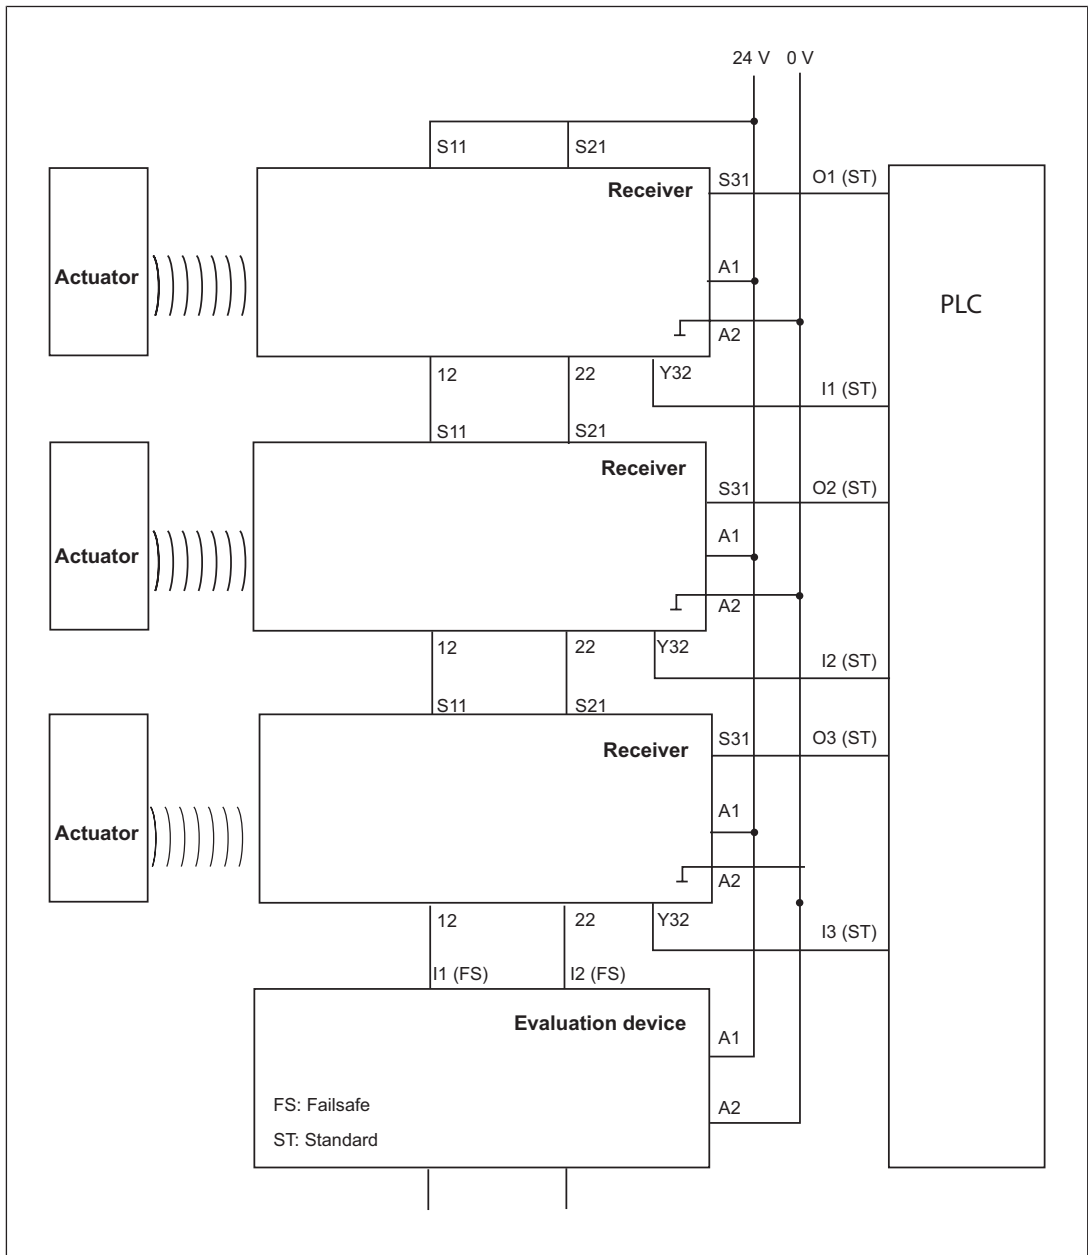 24 V 0 V
S11 S21
S31 O1 (ST)
Receiver
Actuator
A1
PLC
A2
12 22 Y32
I1 (ST)
S11 S21
Receiver
S31 O2 (ST)
A1
Actuator
A2
12 22 Y32
I2 (ST)
S11 S21
S31 O3 (ST)
Receiver
A1
Actuator
A2
12 22 Y32
I3 (ST)
I1 (FS) I2 (FS)
Evaluation device
A1
FS: Failsafe
A2
ST: Standard